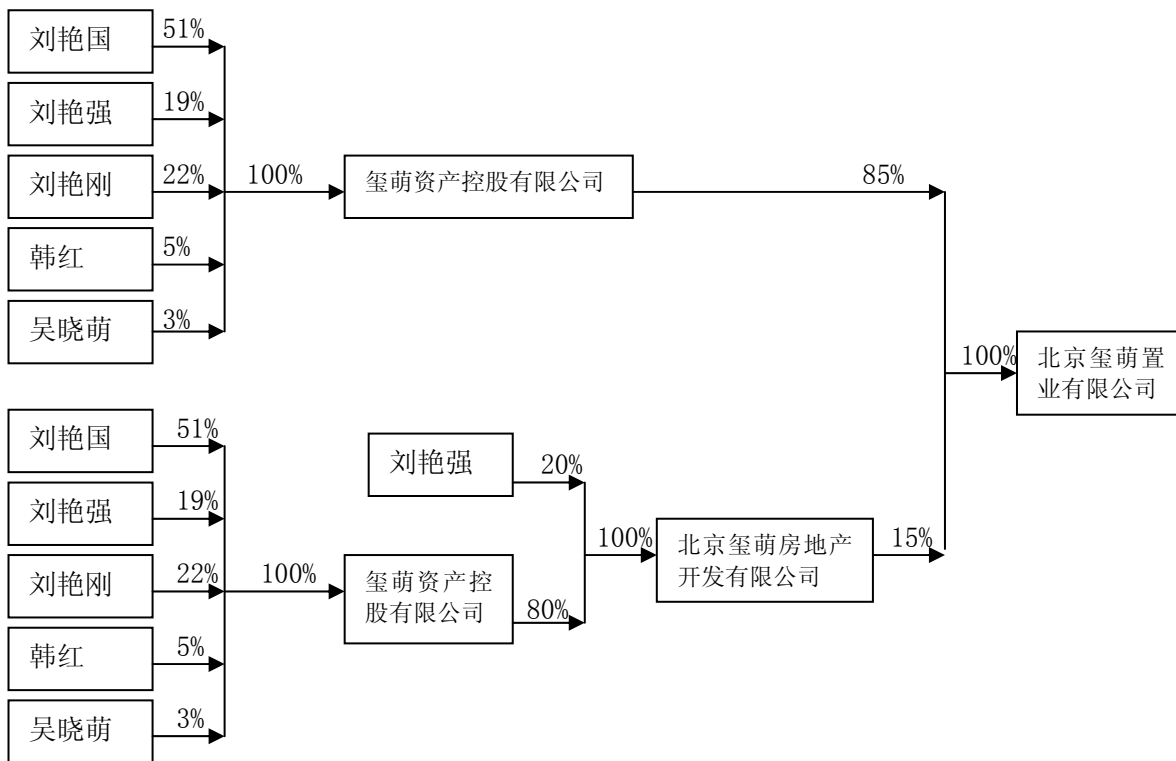 刘艳国
51%
刘艳强
19%
刘艳刚
22%
100%
玺萌资产控股有限公司
85%
韩红
5%
吴晓萌
3%
100%
北京玺萌置
业有限公司
刘艳国
51%
刘艳强
20%
刘艳强
19%
100%
北京玺萌房地产
开发有限公司
15%
刘艳刚
22%
100%
玺萌资产控
股有限公司
80%
韩红
5%
吴晓萌
3%